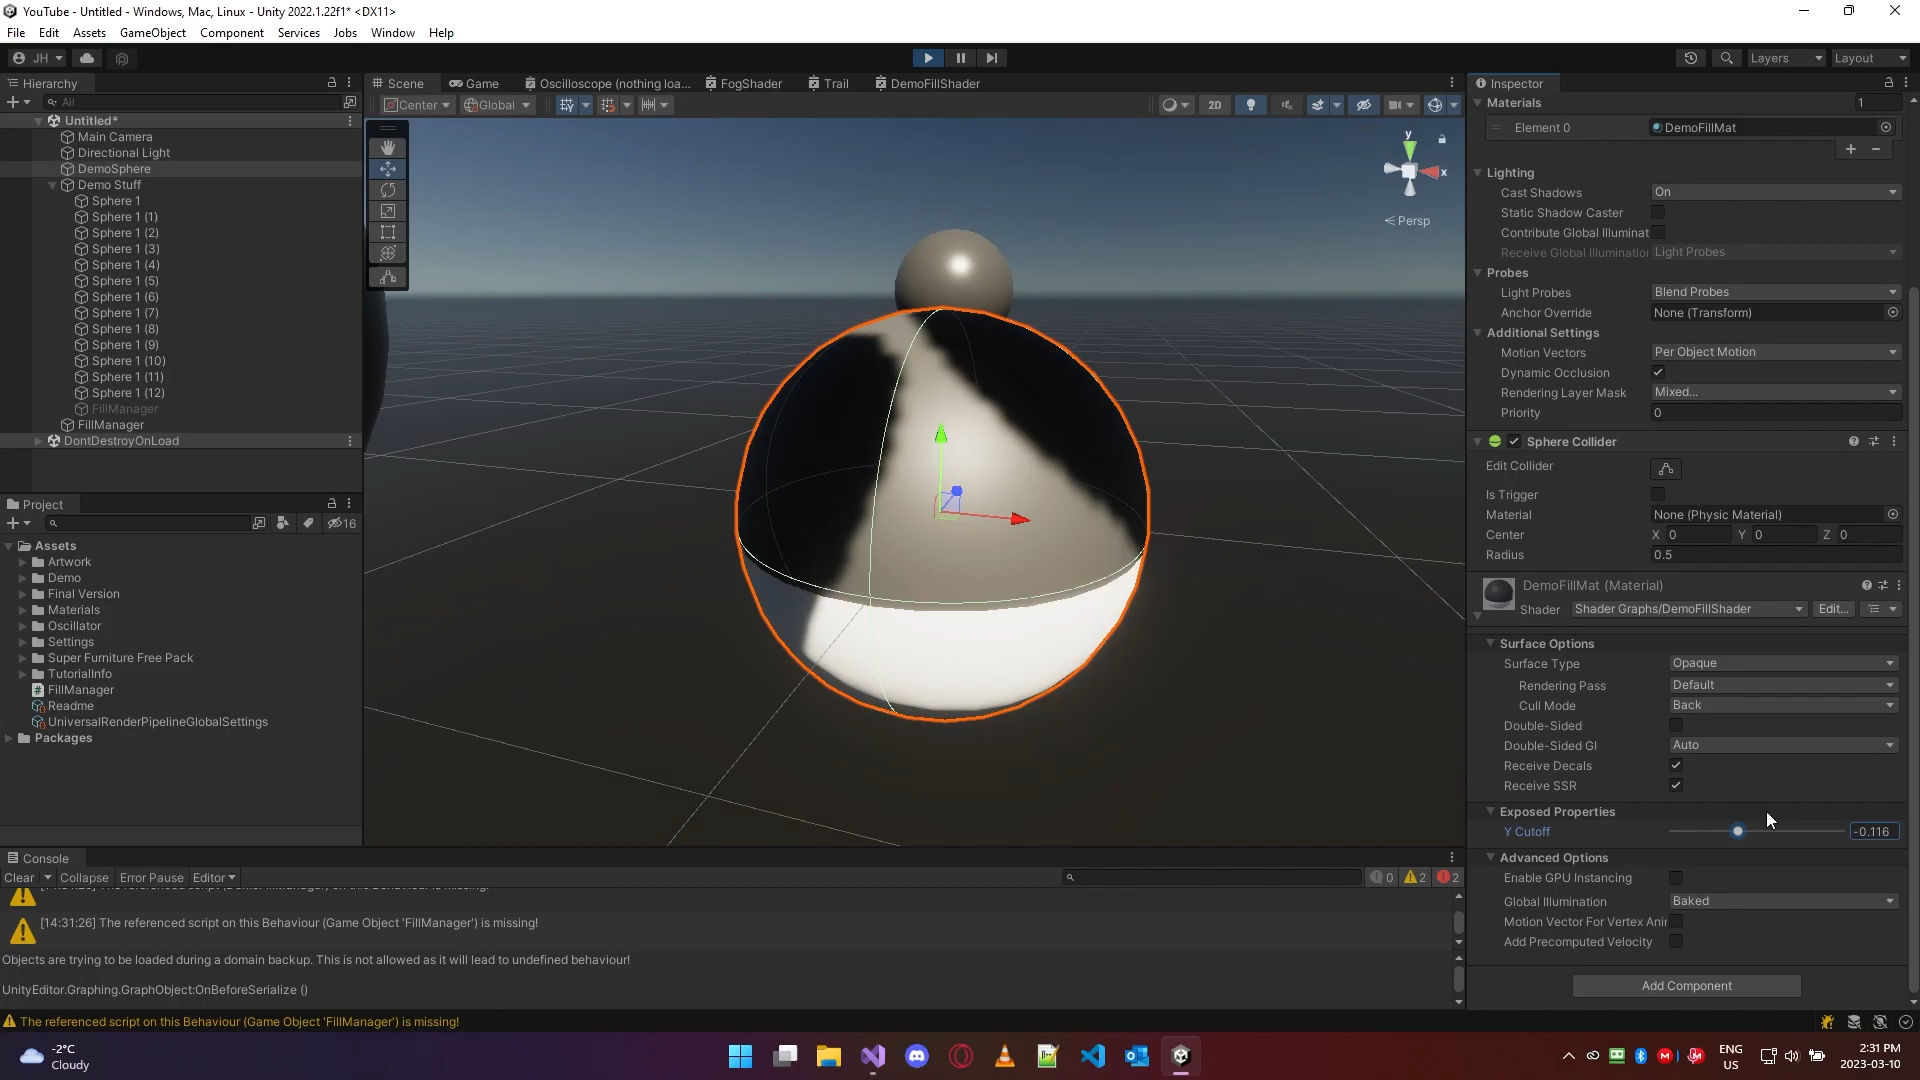 YouTube - Untitled - Windows, Mac, Linux - Unity 2022.1.22f1* <DX11>
File Edit Assets GameObject Component Services Jobs Window Help
JH
Layers Layout
Hierarchy
All
Untitled*
Main Camera
Directional Light
DemoSphere
Demo Stuff
Sphere 1
Sphere 1 (1)
Sphere 1 (2)
Sphere 1 (3)
Sphere 1 (4)
Sphere 1 (5)
Sphere 1 (6)
Sphere 1 (7)
Sphere 1 (8)
Sphere 1 (9)
Sphere 1 (10)
Sphere 1 (11)
Sphere 1 (12)
FillManager
FillManager
DontDestroyOnLoad
Project
16
Assets
Artwork
Demo
Final Version
Materials
Oscillator
Settings
Super Furniture Free Pack
TutorialInfo
FillManager
Readme
UniversalRenderPipelineGlobalSettings
Packages
Scene Game Oscilloscope (nothing loa... FogShader Trail DemoFillShader
Center Global 2D
y
x
Persp
Inspector
Materials 1
Element 0 DemoFillMat
Lighting
Cast Shadows On
Static Shadow Caster
Contribute Global Illuminat
Receive Global Illumination Light Probes
Probes
Light Probes Blend Probes
Anchor Override None (Transform)
Additional Settings
Motion Vectors Per Object Motion
Dynamic Occlusion
Rendering Layer Mask Mixed...
Priority 0
Sphere Collider
Edit Collider
Is Trigger
Material None (Physic Material)
Center X 0 Y 0 Z 0
Radius 0.5
DemoFillMat (Material)
Shader Shader Graphs/DemoFillShader Edit...
Surface Options
Surface Type Opaque
Rendering Pass Default
Cull Mode Back
Double-Sided
Double-Sided GI Auto
Receive Decals
Receive SSR
Exposed Properties
Y Cutoff -0.116
Advanced Options
Enable GPU Instancing
Global Illumination Baked
Motion Vector For Vertex Ani
Add Precomputed Velocity
Add Component
Console
Clear Collapse Error Pause Editor 0 2 2
[14:31:26] The referenced script on this Behaviour (Game Object 'FillManager') is missing!
Objects are trying to be loaded during a domain backup. This is not allowed as it will lead to undefined behaviour!
UnityEditor.Graphing.GraphObject:OnBeforeSerialize ()
The referenced script on this Behaviour (Game Object 'FillManager') is missing!
-2°C
Cloudy
ENG
US
2:31 PM
2023-03-10